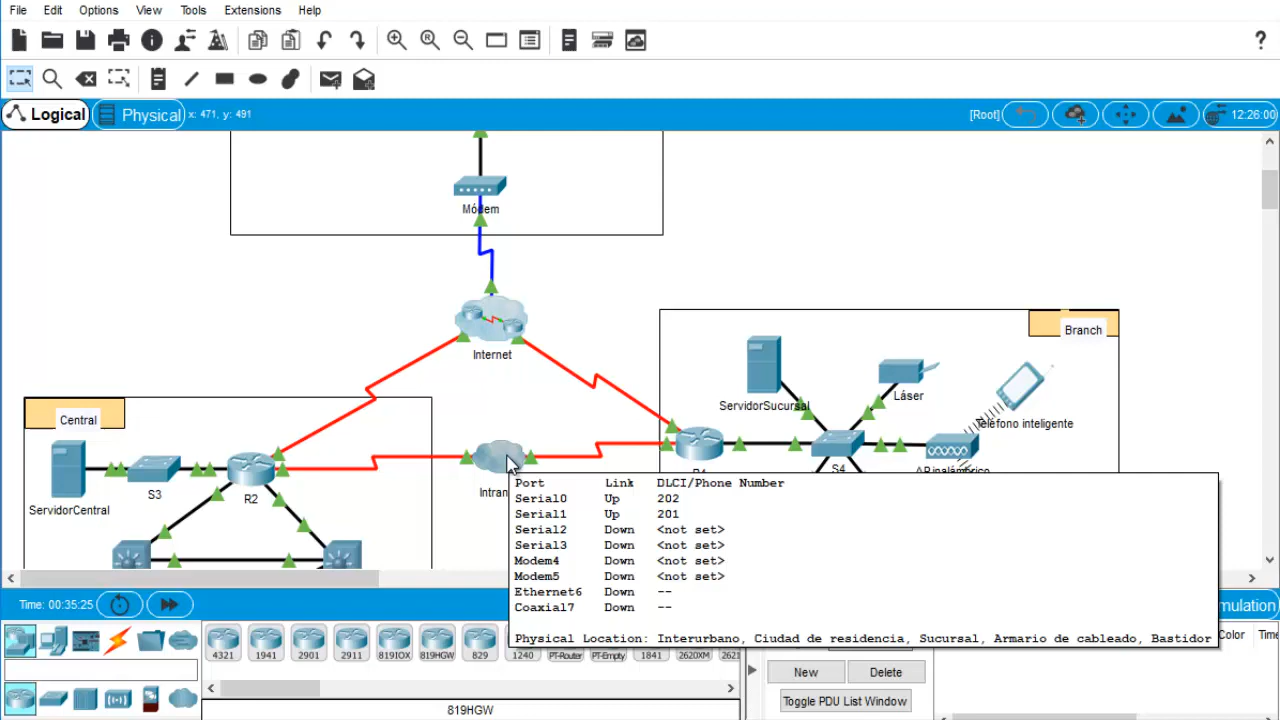 File Edit Options View Tools Extensions Help
Logical Physical x: 471, y: 491 [Root] 12:26:00
Módem
Internet
Branch
ServidorSucursal
Láser
Teléfono inteligente
Central
S3
R2
S4
AP inalámbrico
ServidorCentral
Port Link DLCI/Phone Number
Serial0 Up 202
Serial1 Up 201
Serial2 Down <not set>
Serial3 Down <not set>
Modem4 Down <not set>
Modem5 Down <not set>
Ethernet6 Down --
Coaxial7 Down --
Physical Location: Interurbano, Ciudad de residencia, Sucursal, Armario de cableado, Bastidor
Time: 00:35:25
4321 1941 2901 2911 819IOX 819HGW 829 1240 PT-Router PT-Empty 1841 2620XM 2621
819HGW
New Delete
Toggle PDU List Window